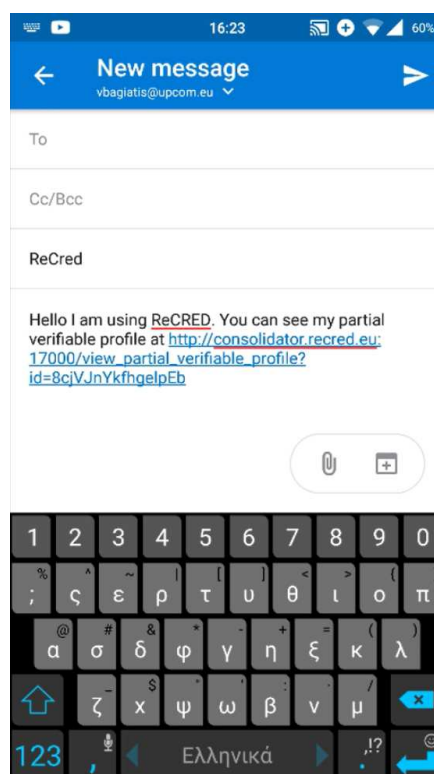 16:23
60%
New message
vbagiatis@upcom.eu
To
Cc/Bcc
ReCred
Hello I am using ReCRED. You can see my partial
verifiable profile at http://consolidator.recred.eu:
17000/view_partial_verifiable_profile?
id=8cjVJnYkfhgelpEb
1 2 3 4 5 6 7 8 9 0
% ^ ~ | [ ] < > { 
; ς ε ρ τ υ θ ι ο π
@ # & * - + = ( )
α σ δ φ γ η ξ κ λ
_ $ " ' : ; /
ζ χ ψ ω β ν μ
123 , Ελληνικά . ,!?